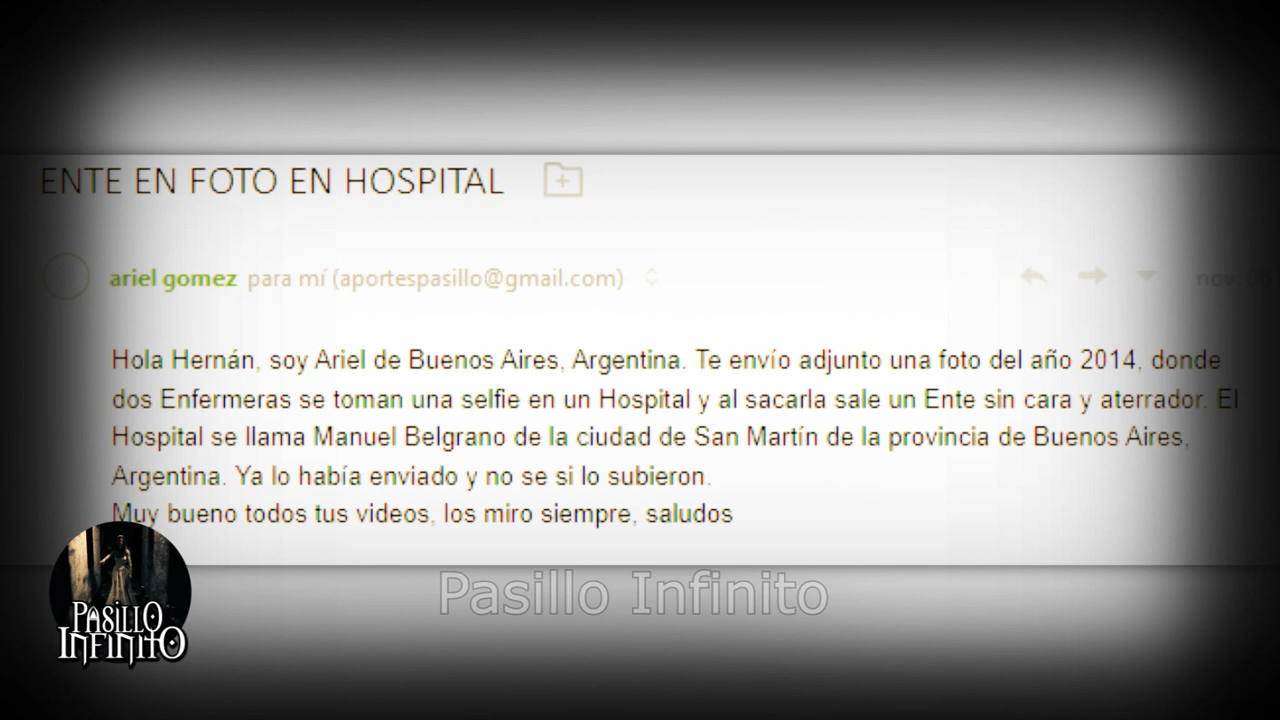 ENTE EN FOTO EN HOSPITAL
ariel gomez para mí (aportespasillo@gmail.com)
nov.
Hola Hernán, soy Ariel de Buenos Aires, Argentina. Te envío adjunto una foto del año 2014, donde
dos Enfermeras se toman una selfie en un Hospital y al sacarla sale un Ente sin cara y aterrador. El
Hospital se llama Manuel Belgrano de la ciudad de San Martín de la provincia de Buenos Aires,
Argentina. Ya lo había enviado y no se si lo subieron.
Muy bueno todos tus videos, los miro siempre, saludos
Pasillo Infinito
PASILLO
INFINITO